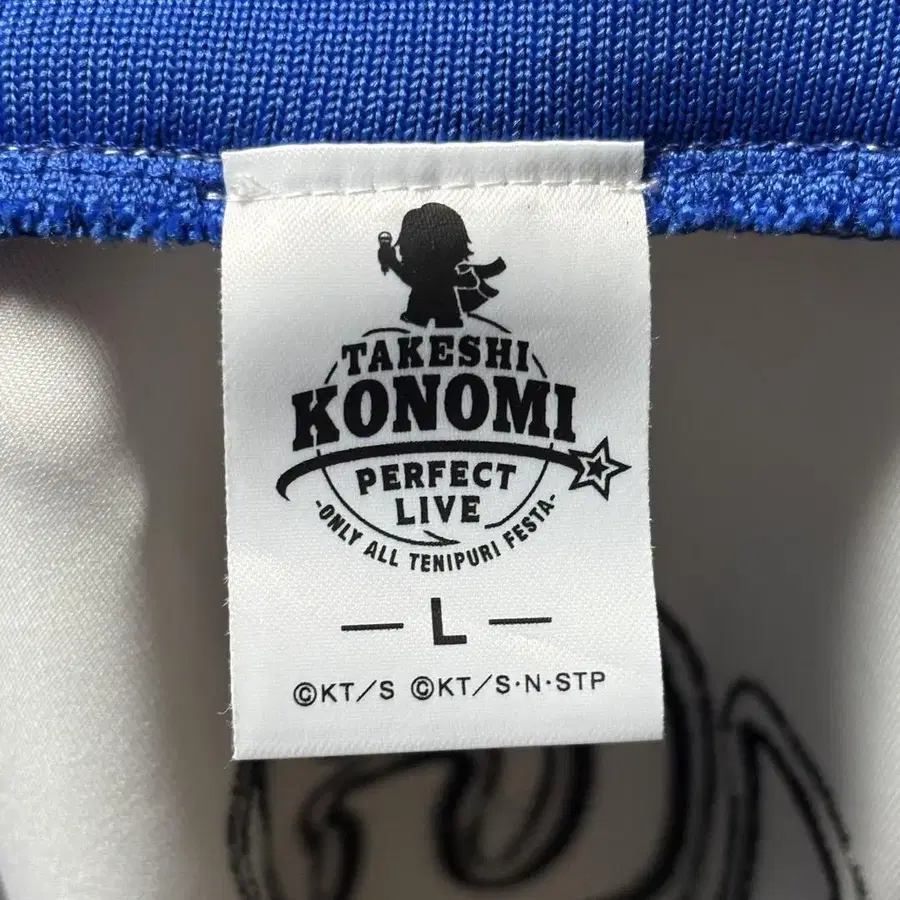 TAKESHI
KONOMI
PERFECT
LIVE
-ONLY ALL TENIPURI FESTA-
— L —
©KT/S ©KT/S・N・STP